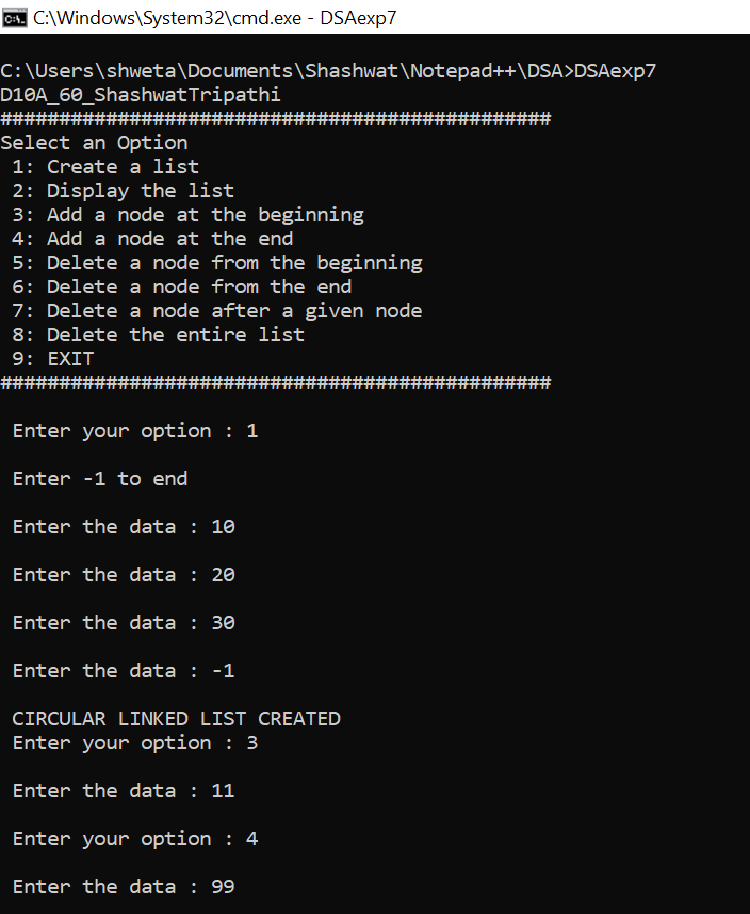 C:\Windows\System32\cmd.exe - DSAexp7
C:\Users\shweta\Documents\Shashwat\Notepad++\DSA>DSAexp7
D10A_60_ShashwatTripathi
###############################################
Select an Option
1: Create a list
2: Display the list
3: Add a node at the beginning
4: Add a node at the end
5: Delete a node from the beginning
6: Delete a node from the end
7: Delete a node after a given node
8: Delete the entire list
9: EXIT
###############################################
Enter your option : 1
Enter -1 to end
Enter the data : 10
Enter the data : 20
Enter the data : 30
Enter the data : -1
CIRCULAR LINKED LIST CREATED
Enter your option : 3
Enter the data : 11
Enter your option : 4
Enter the data : 99